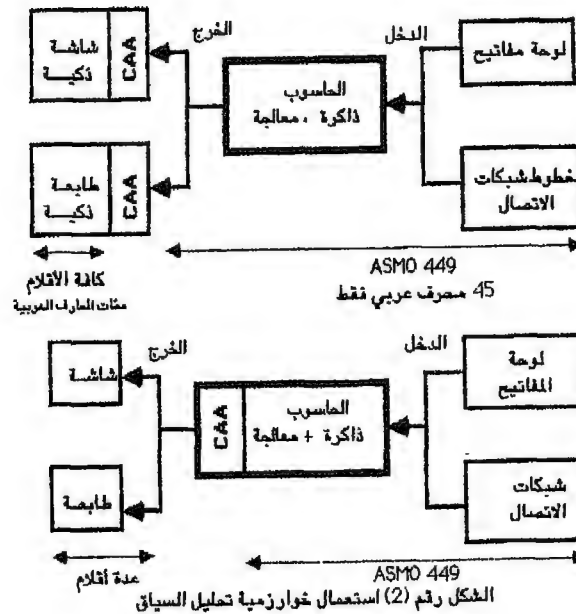 الخرج
الدخل
لوحة مفاتيح
الحاسوب
ذاكرة ، معالجة
CAA
شاشة
ذكية
خطوط شبكات
الاتصال
CAA
طابعة
ذكية
ASMO 449
45 محرف عربي فقط
كافة الأقلام
مئات المحارف العربية
الخرج
الدخل
لوحة
المفاتيح
الحاسوب
ذاكرة + معالجة
CAA
شاشة
شبكات
الاتصال
طابعة
ASMO 449
عدة أقلام
الشكل رقم (2) استعمال خوارزمية تحليل السياق